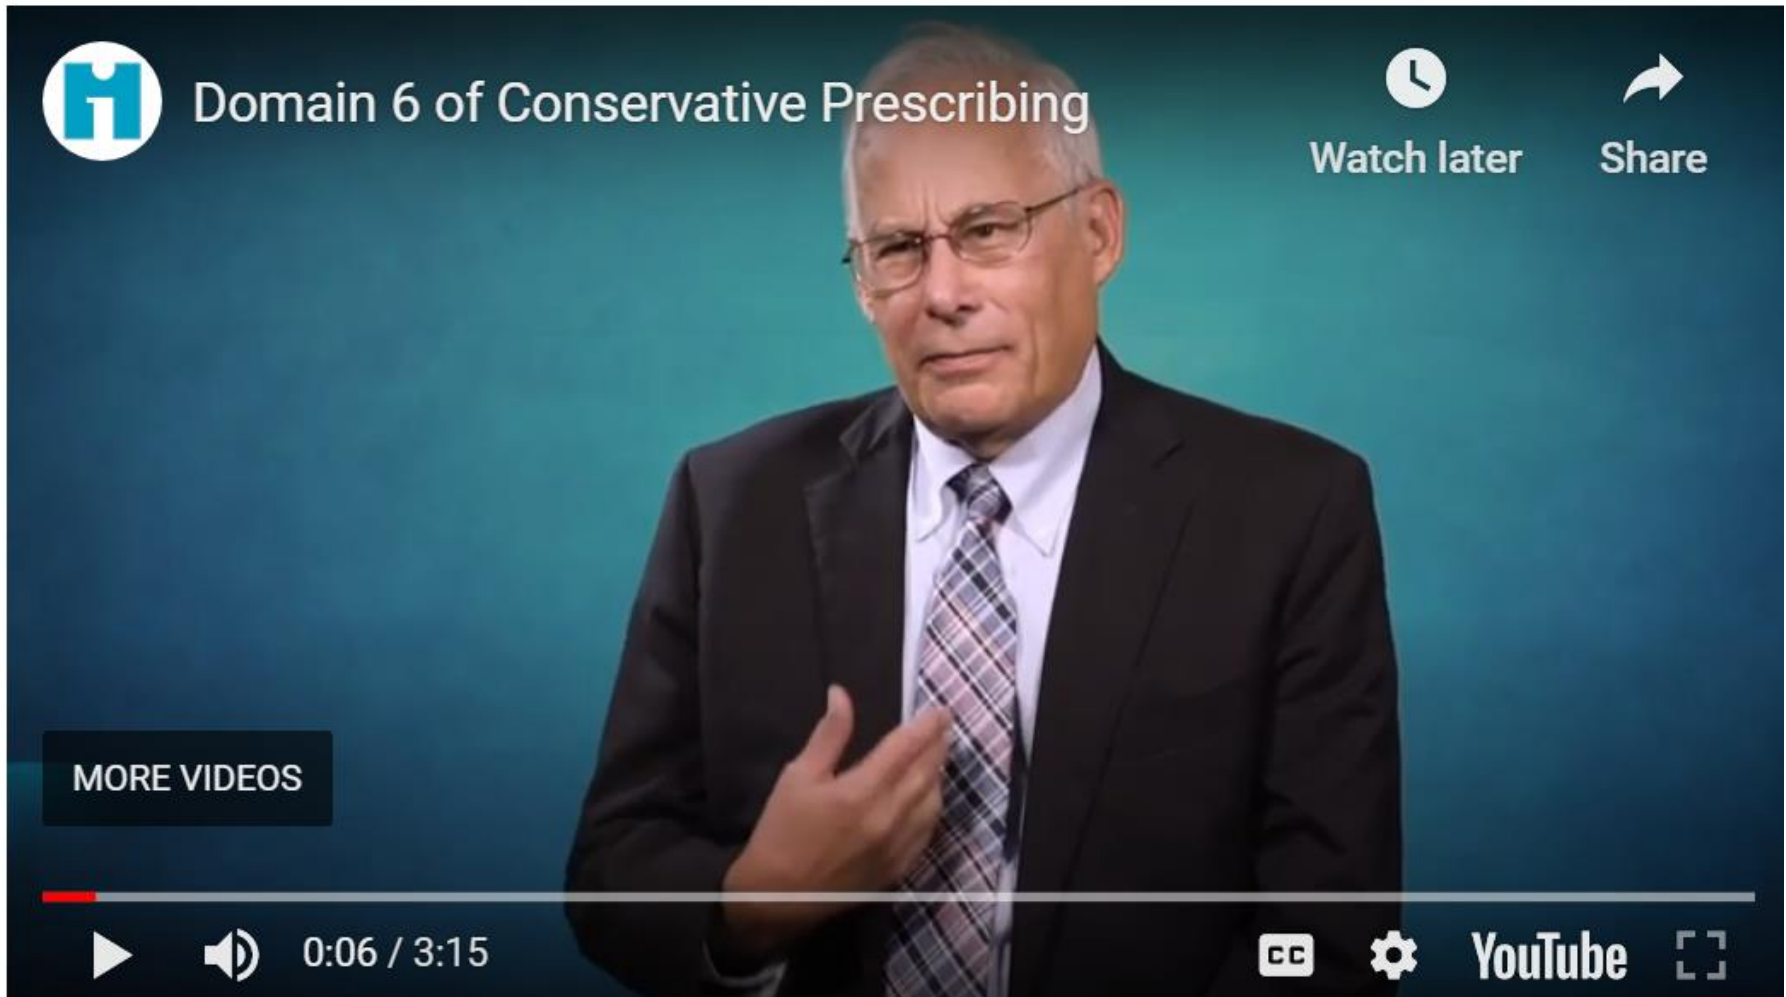 Domain 6 of Conservative Prescribing
Watch later
Share
MORE VIDEOS
0:06 / 3:15
CC
YouTube